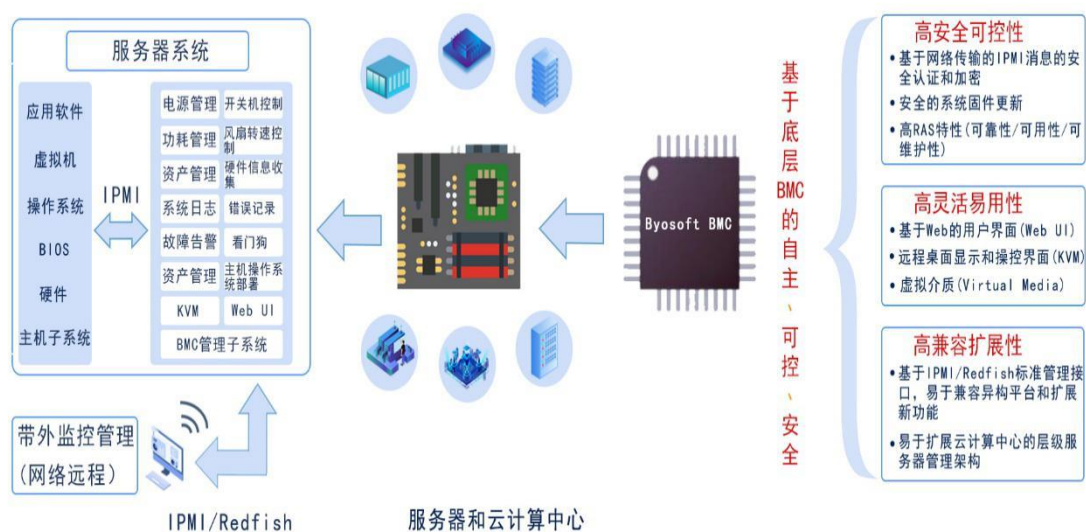 服务器系统
应用软件
虚拟机
操作系统
BIOS
硬件
主机子系统
IPMI
电源管理
开关机控制
功耗管理
风扇转速控
制
资产管理
硬件信息收
集
系统日志
错误记录
故障告警
看门狗
资产管理
主机操作系
统部署
KVM
Web UI
BMC管理子系统
带外监控管理
(网络远程)
IPMI/Redfish
服务器和云计算中心
Byosoft BMC
基于底层BMC的自主、可控、安全
高安全可控性
•基于网络传输的IPMI消息的安
全认证和加密
•安全的系统固件更新
•高RAS特性(可靠性/可用性/可
维护性)
高灵活易用性
•基于Web的用户界面(Web UI)
•远程桌面显示和操控界面(KVM)
•虚拟介质(Virtual Media)
高兼容扩展性
•基于IPMI/Redfish标准管理接
口，易于兼容异构平台和扩展
新功能
•易于扩展云计算中心的层级服
务器管理架构